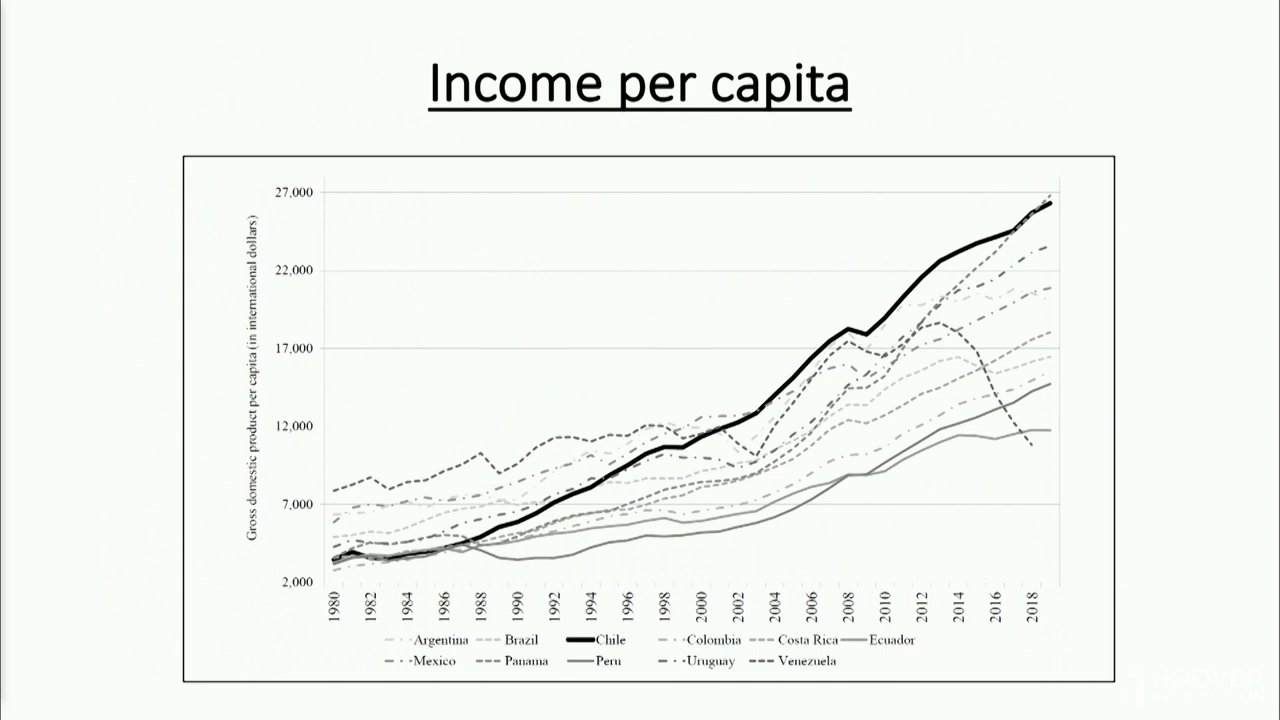 Income per capita
Gross domestic product per capita (in international dollars)
27,000
22,000
17,000
12,000
7,000
2,000
1980 1982 1984 1986 1988 1990 1992 1994 1996 1998 2000 2002 2004 2006 2008 2010 2012 2014 2016 2018
Argentina Brazil Chile Colombia Costa Rica Ecuador
Mexico Panama Peru Uruguay Venezuela
HOOVER